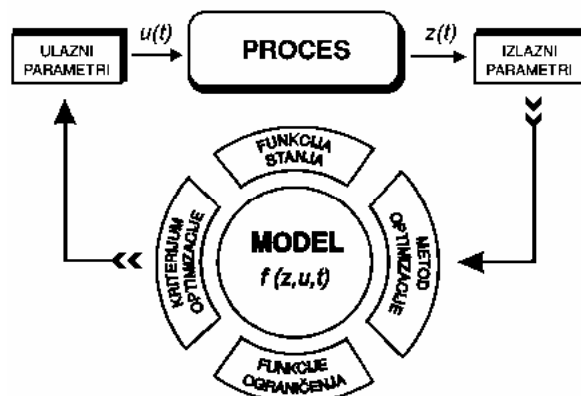 ULAZNI
PARAMETRI
u(t)
PROCES
z(t)
IZLAZNI
PARAMETRI
FUNKCIJA
STANJA
KRITERIJUM
OPTIMIZACIJE
MODEL
f (z,u,t)
METOD
OPTIMIZACIJE
FUNKCIJE
OGRANIČENJA